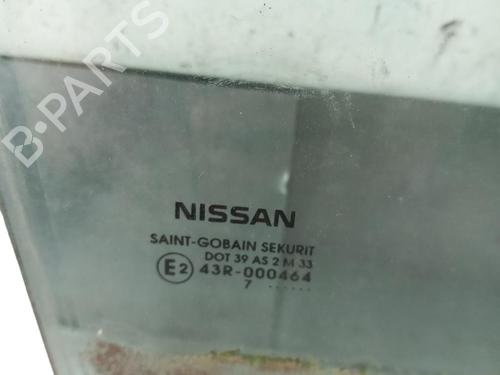 B-PARTS
NISSAN
SAINT-GOBAIN SEKURIT
DOT 39 AS 2 M 33
E2 43R-000464
7 ......